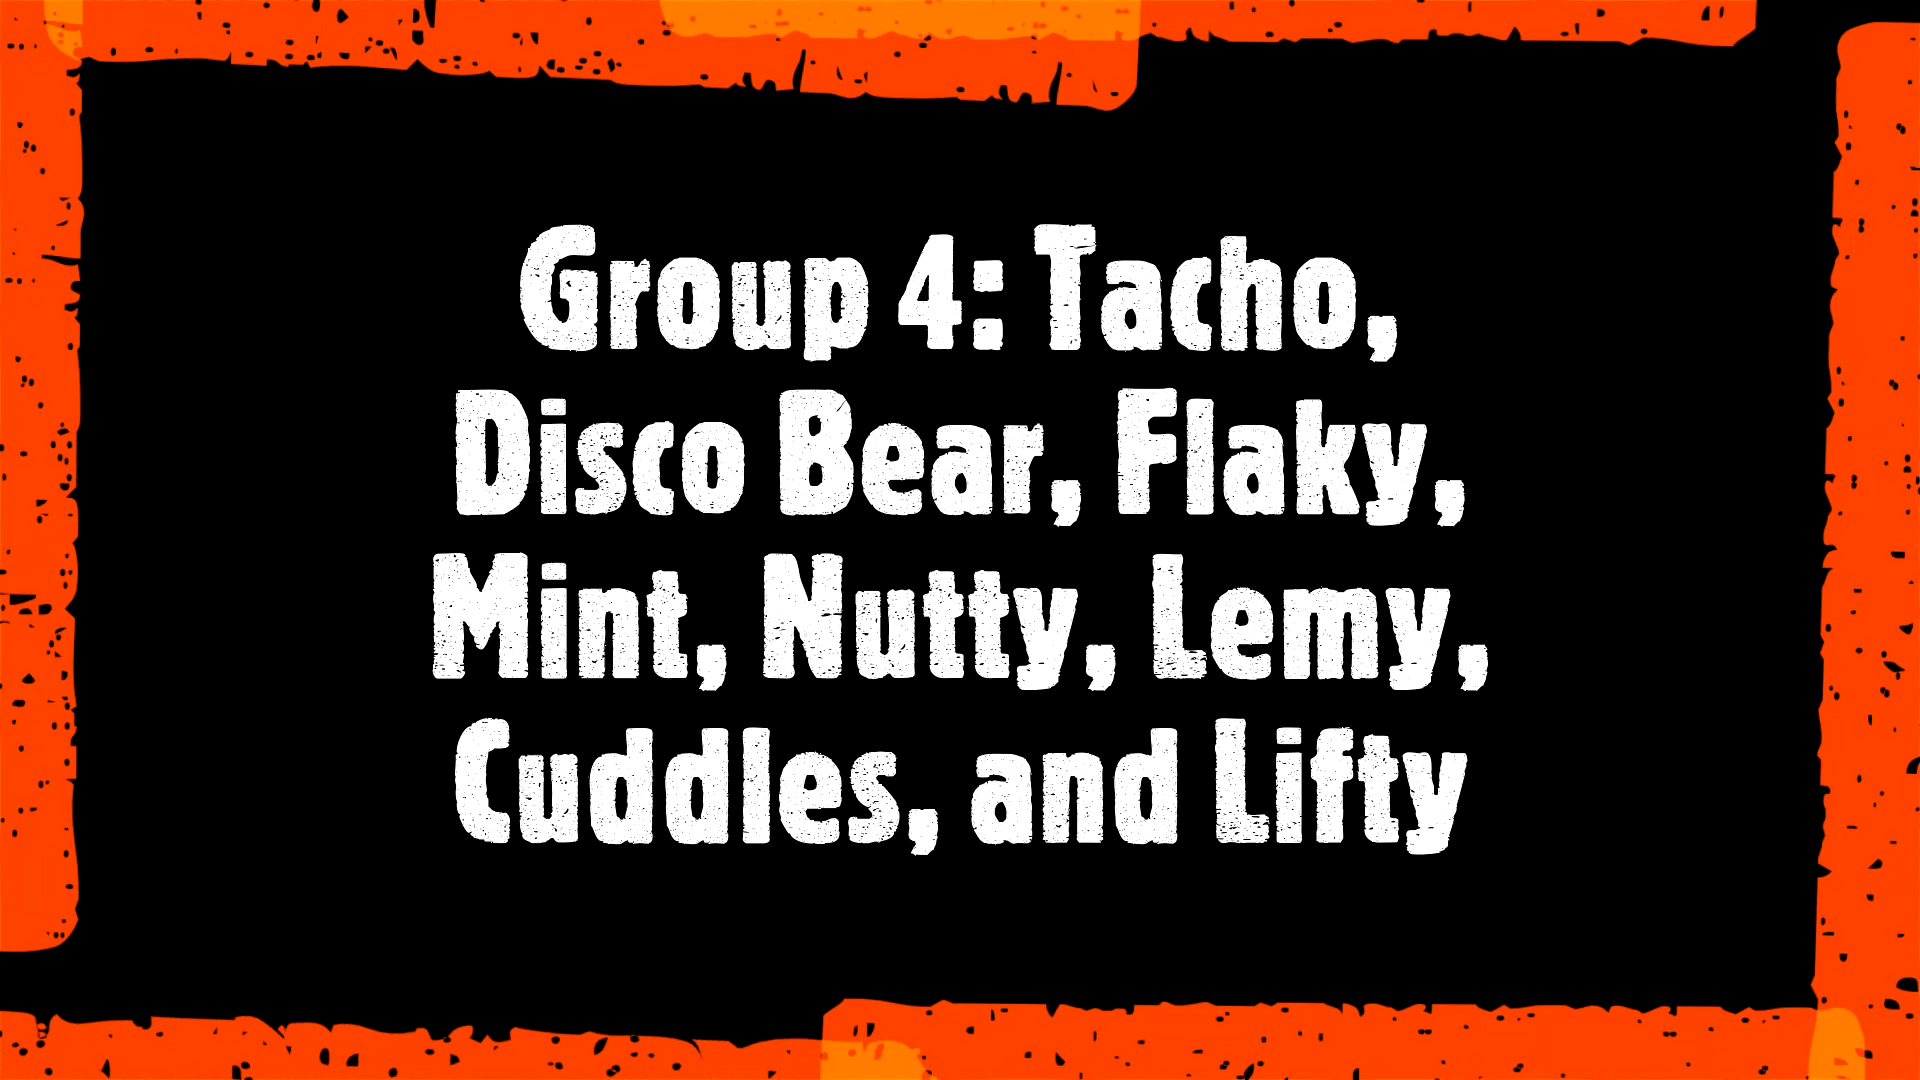 Group 4: Tacho,
Disco Bear, Flaky,
Mint, Nutty, Lemy,
Cuddles, and Lifty